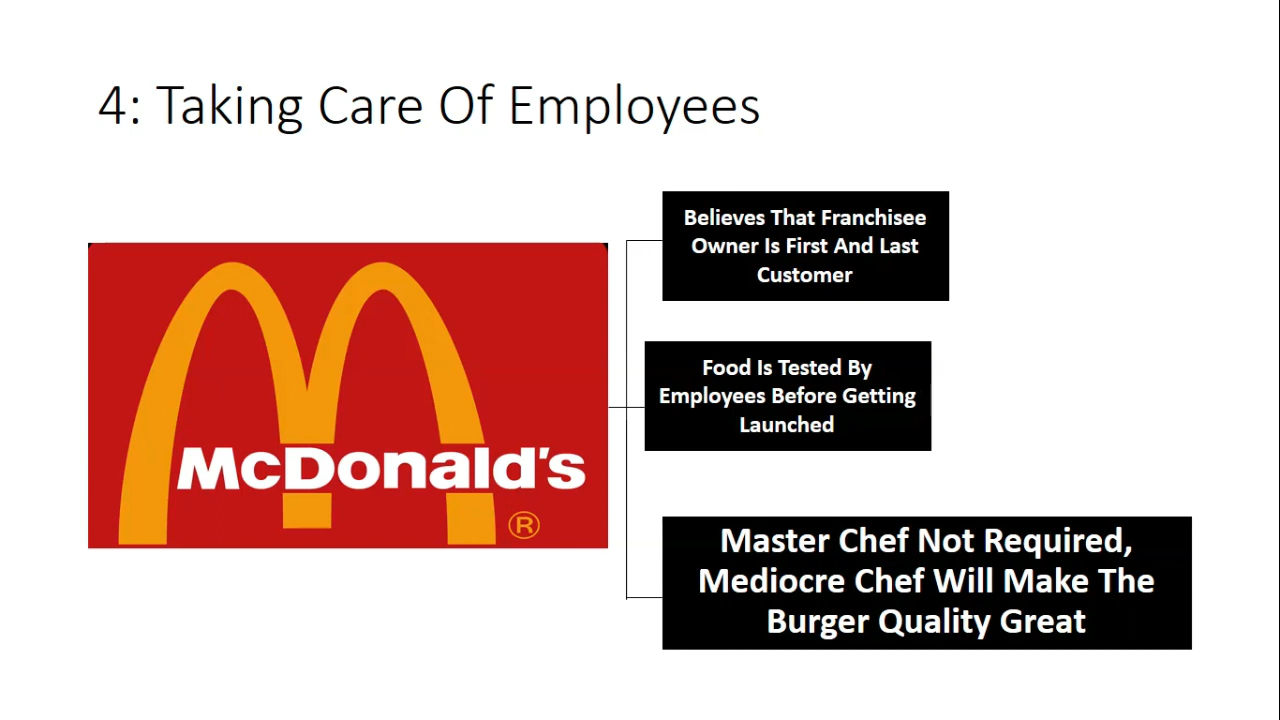 4: Taking Care Of Employees
Believes That Franchisee
Owner Is First And Last
Customer
Food Is Tested By
Employees Before Getting
Launched
McDonald's
®
Master Chef Not Required,
Mediocre Chef Will Make The
Burger Quality Great